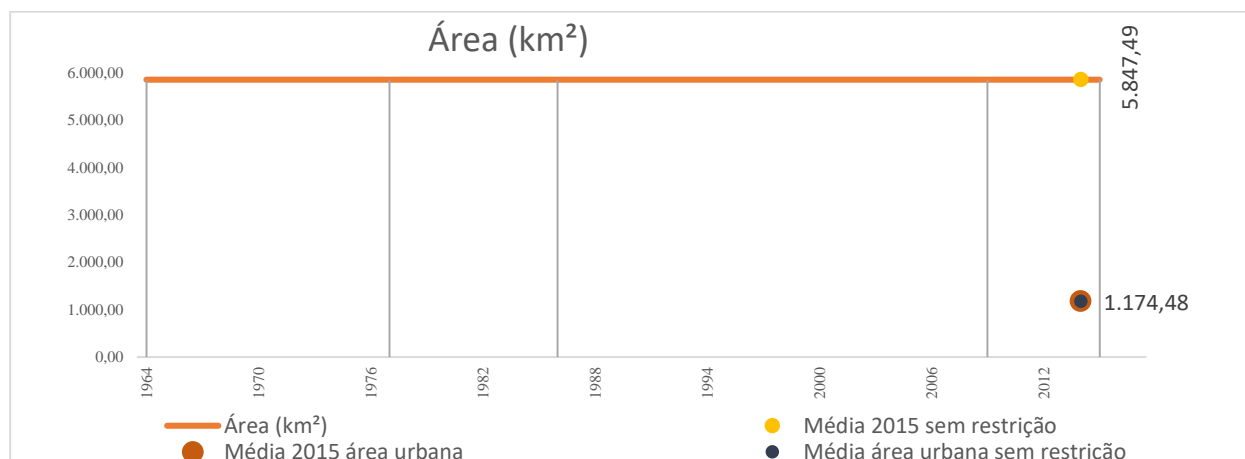 Área (km²)
5.847,49
6.000,00
5.000,00
4.000,00
3.000,00
2.000,00
1.000,00
0,00
1.174,48
1964 1970 1976 1982 1988 1994 2000 2006 2012
Área (km²) Média 2015 sem restrição
Média 2015 área urbana Média área urbana sem restrição